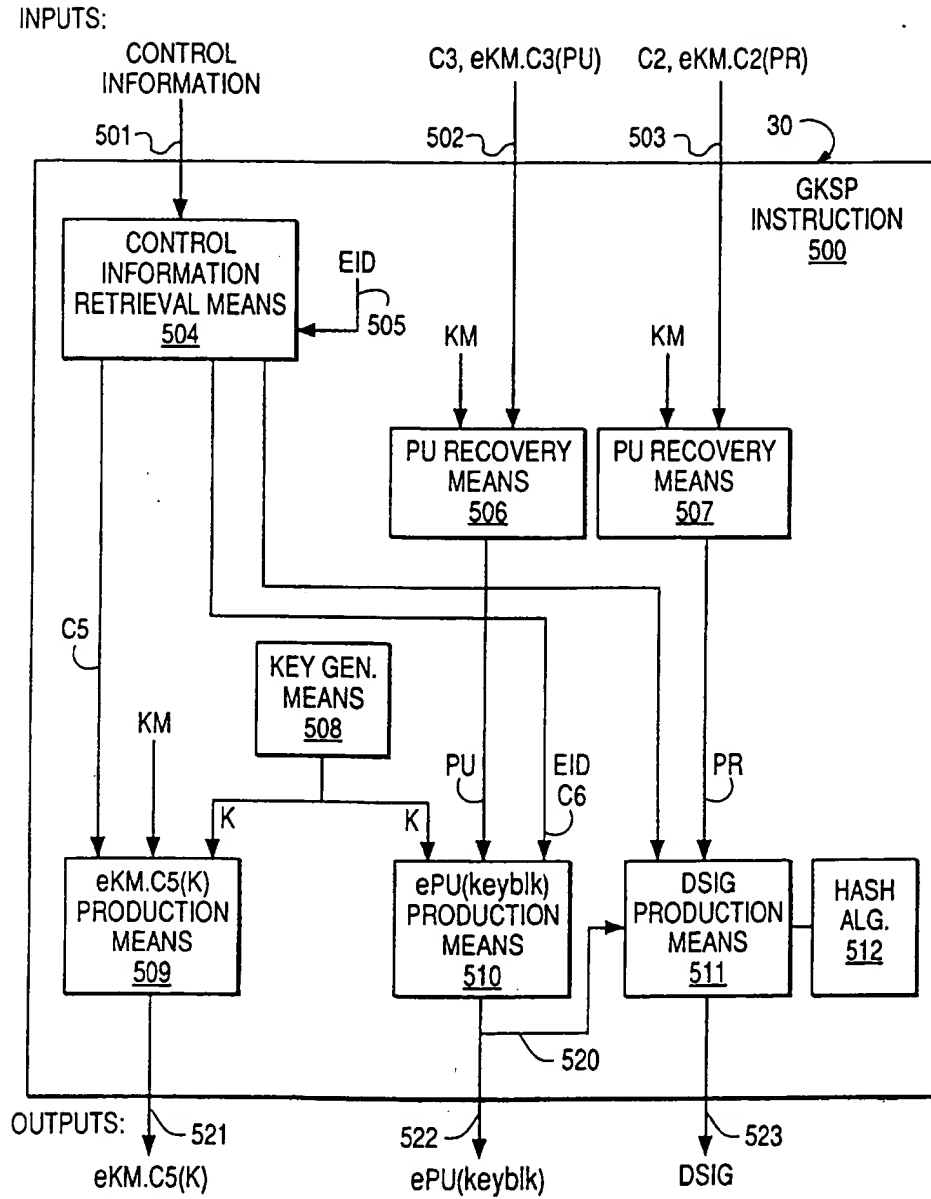 INPUTS:
CONTROL
INFORMATION
C3, eKM.C3(PU)
C2, eKM.C2(PR)
501
502
503
30
GKSP
INSTRUCTION
500
CONTROL
INFORMATION
RETRIEVAL MEANS
504
EID
505
KM
KM
PU RECOVERY
MEANS
506
PU RECOVERY
MEANS
507
C5
KEY GEN.
MEANS
508
KM
PU
EID
C6
PR
K
K
eKM.C5(K)
PRODUCTION
MEANS
509
ePU(keyblk)
PRODUCTION
MEANS
510
DSIG
PRODUCTION
MEANS
511
HASH
ALG.
512
520
OUTPUTS:
521
522
523
eKM.C5(K)
ePU(keyblk)
DSIG